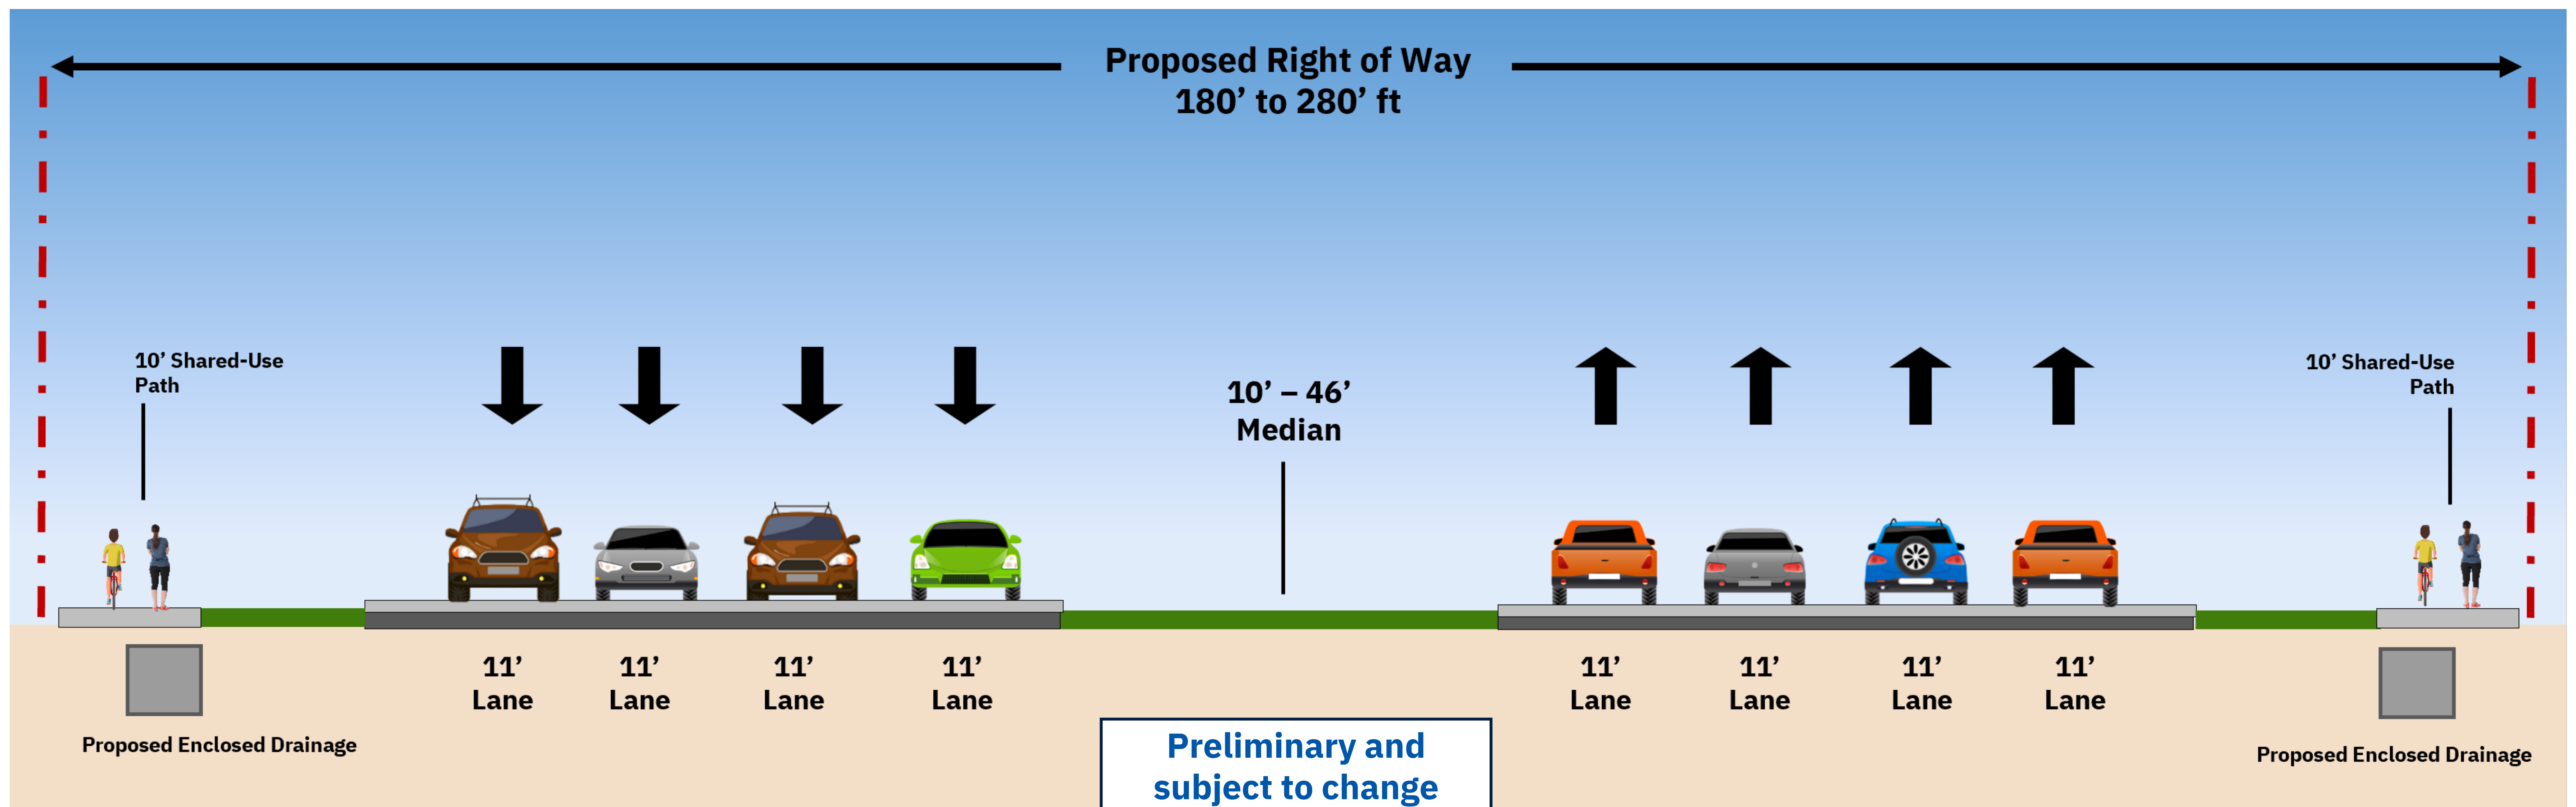 Proposed Right of Way
180’ to 280’ ft
10’ Shared-Use
Path
10’ – 46’
Median
10’ Shared-Use
Path
11’
Lane
11’
Lane
11’
Lane
11’
Lane
11’
Lane
11’
Lane
11’
Lane
11’
Lane
Proposed Enclosed Drainage
Preliminary and
subject to change
Proposed Enclosed Drainage